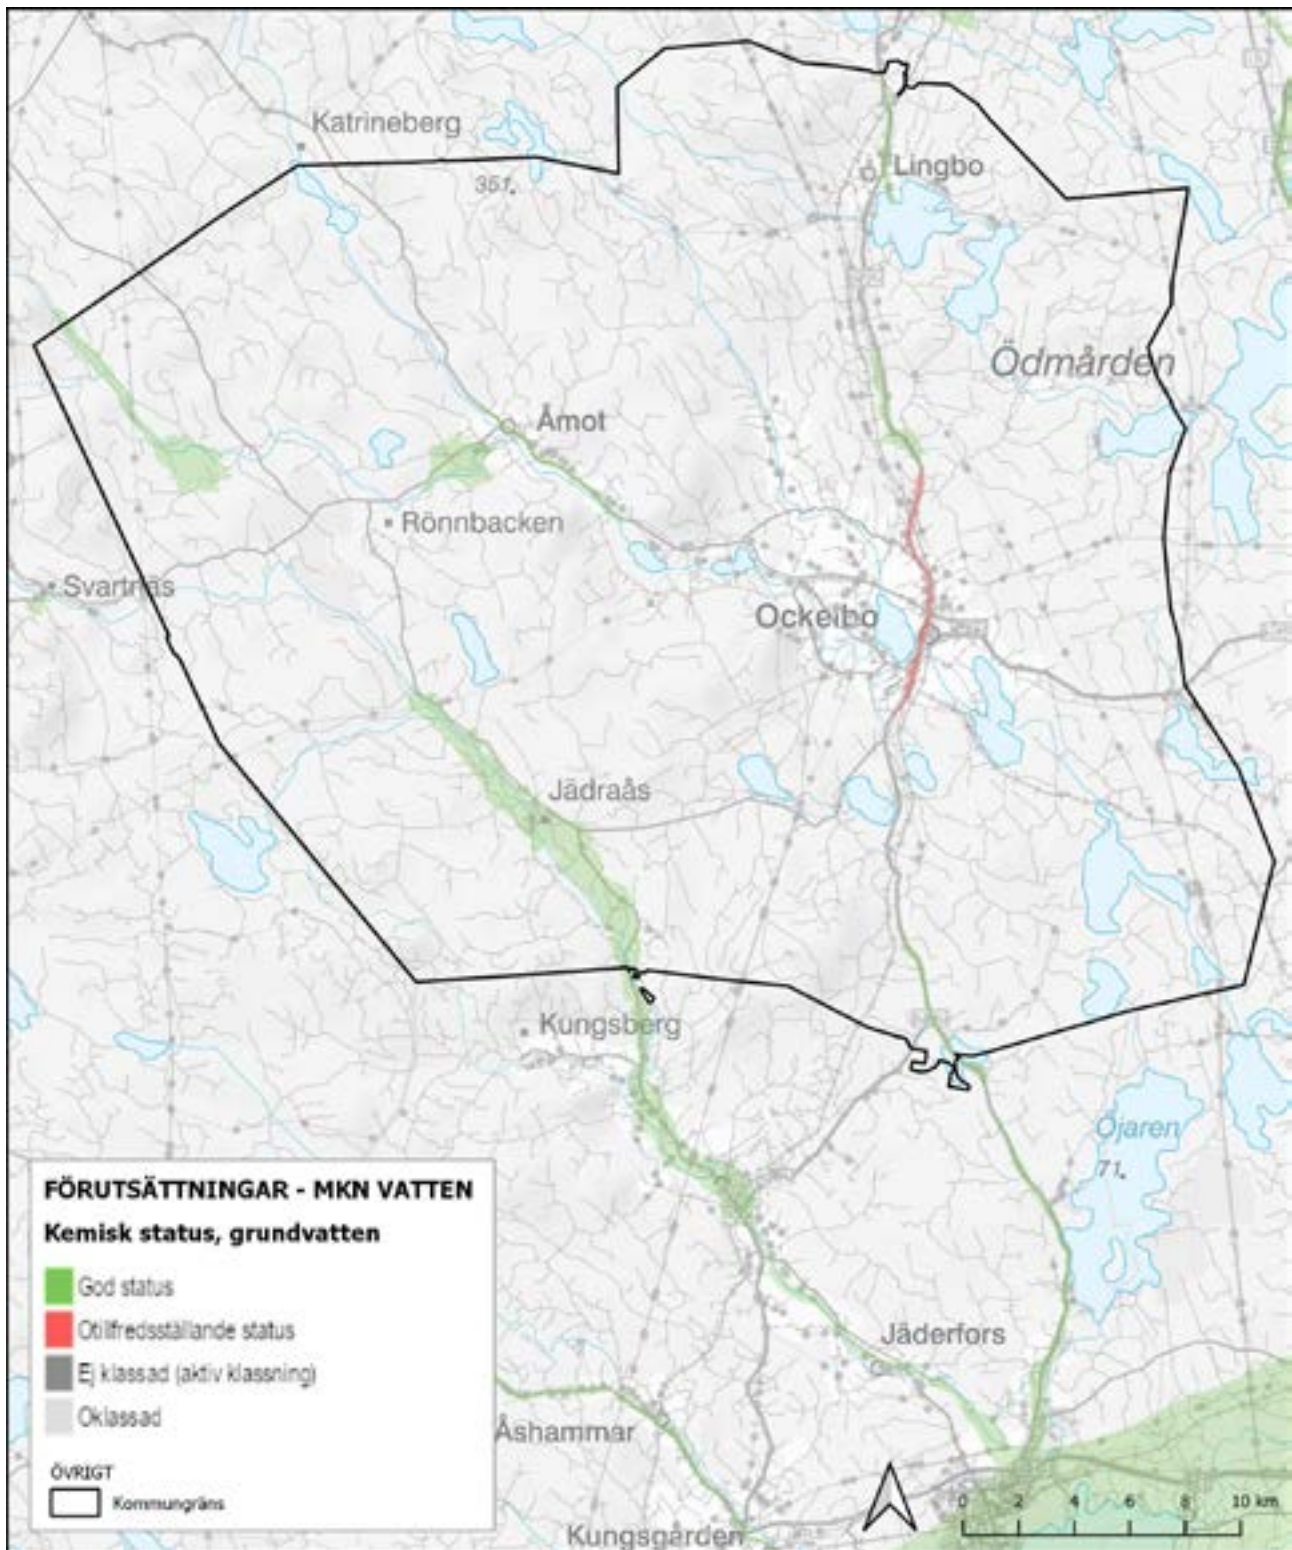 Katrineberg
351.
Lingbo
Ödmården
Åmot
Rönnbacken
Svartnäs
Ockelbo
Jädraås
Kungsberg
Öjaren
71.
FÖRUTSÄTTNINGAR - MKN VATTEN
Kemisk status, grundvatten
God status
Otillfredsställande status
Ej klassad (aktiv klassning)
Oklassad
ÖVRIGT
Kommungräns
Jäderfors
Åshammar
Kungsgården
0 2 4 6 8 10 km